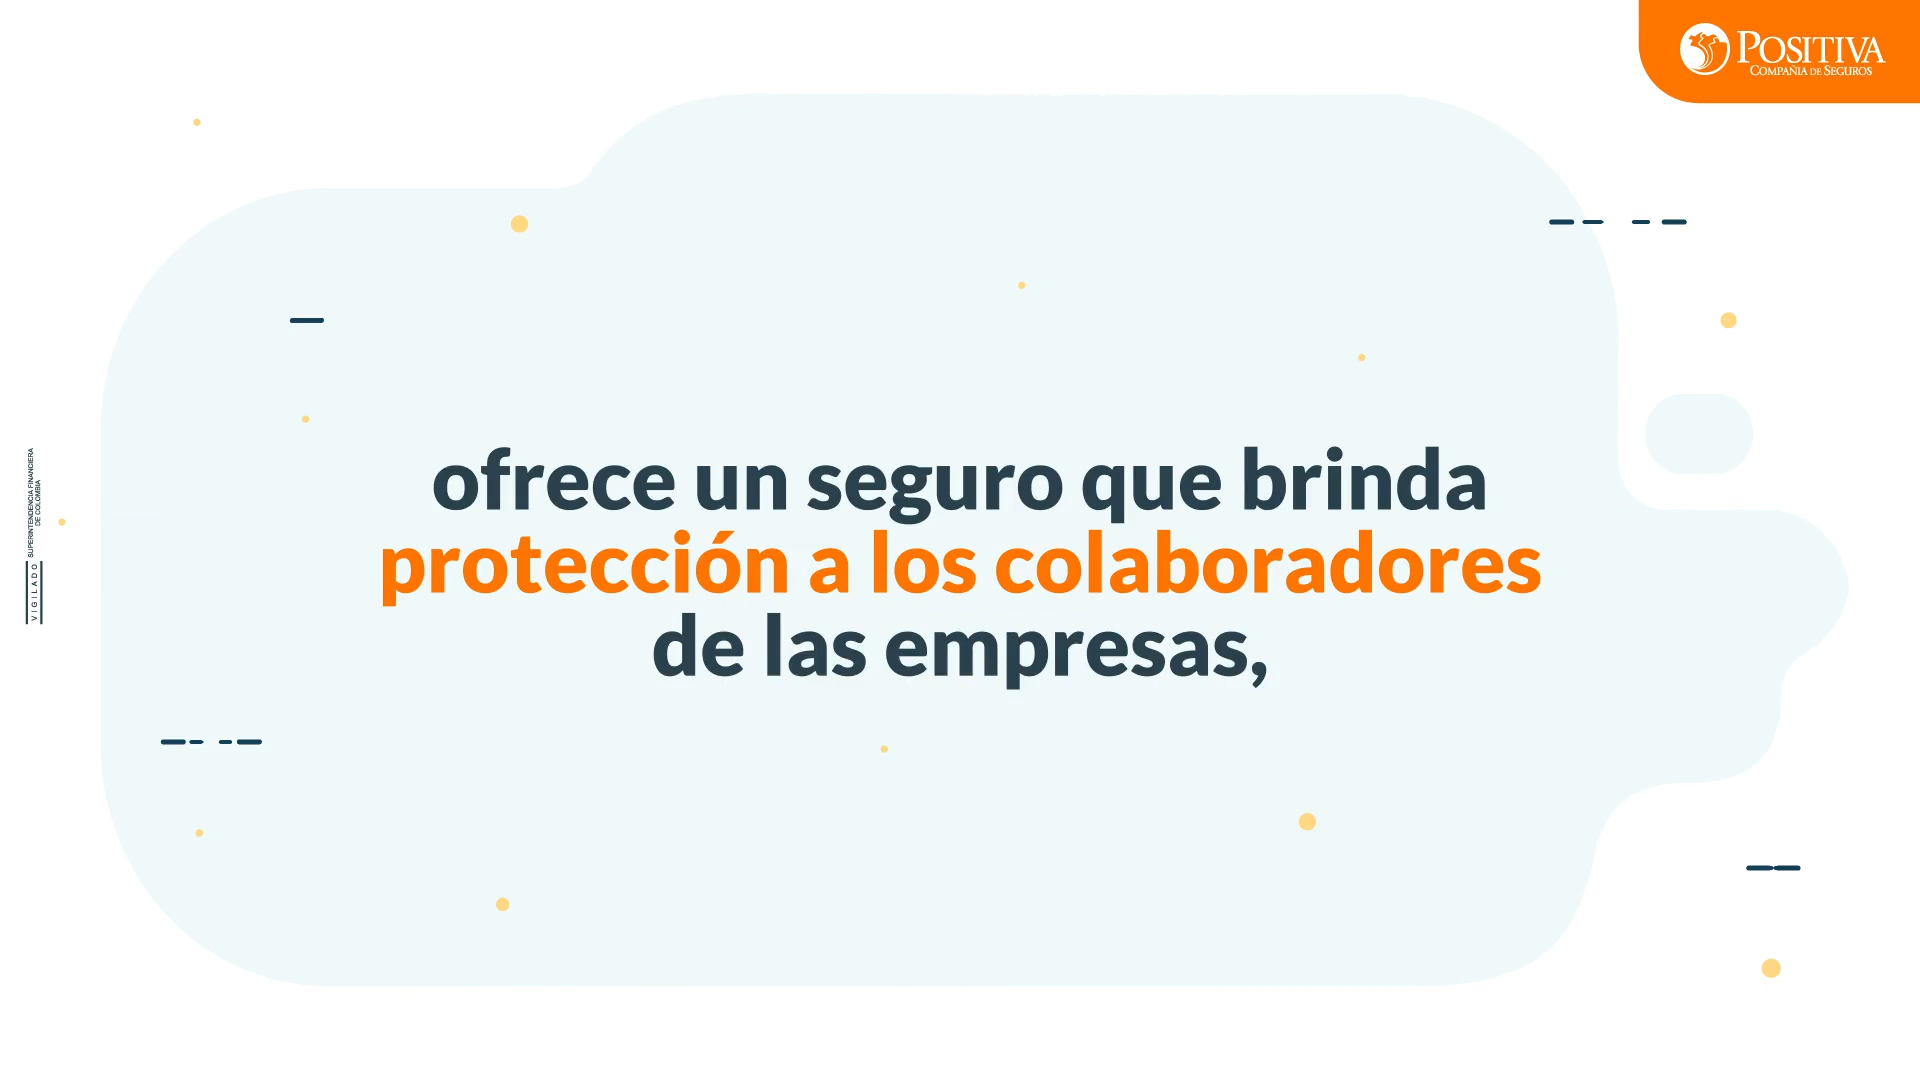 POSITIVA
COMPAÑIA DE SEGUROS
ofrece un seguro que brinda
protección a los colaboradores
de las empresas,
VIGILADO
SUPERINTENDENCIA FINANCIERA
DE COLOMBIA